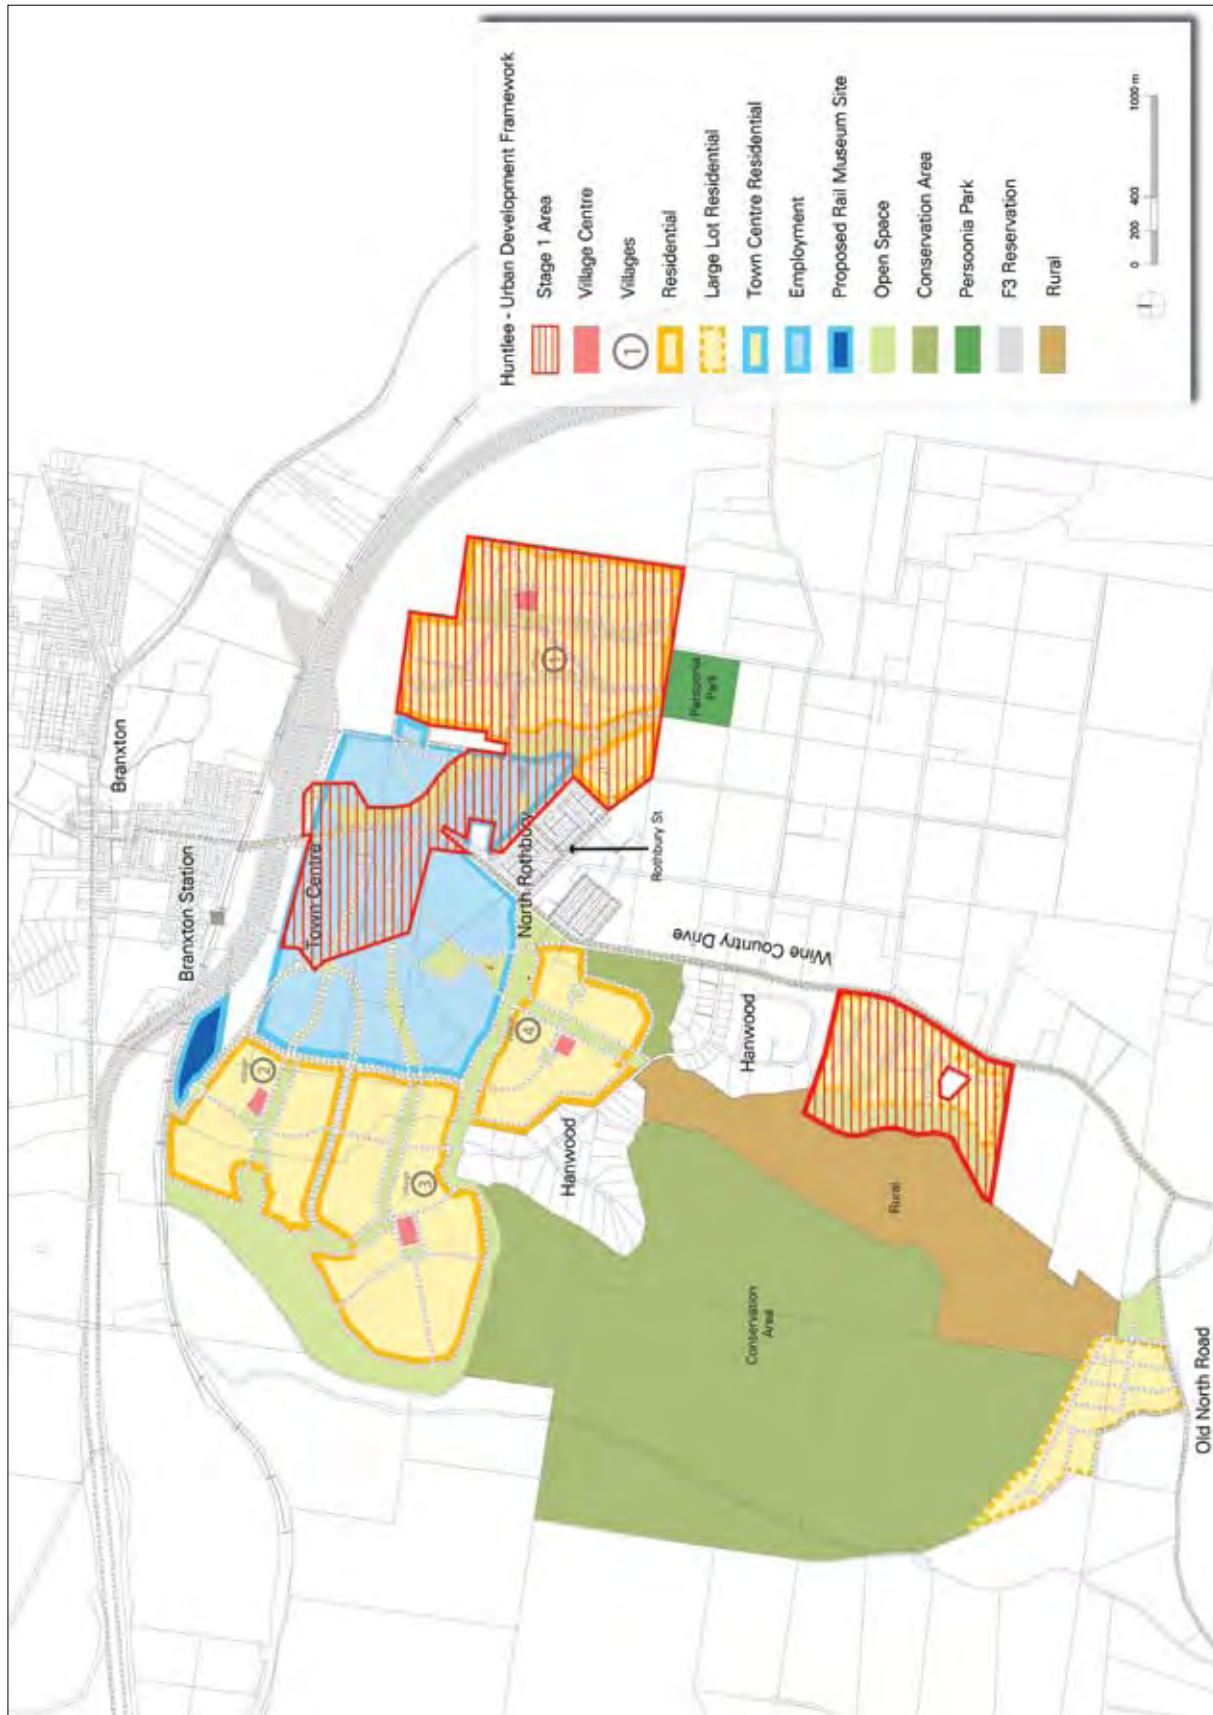 Huntlee - Urban Development Framework
Stage 1 Area
Village Centre
1
Villages
Residential
Large Lot Residential
Town Centre Residential
Employment
Proposed Rail Museum Site
Open Space
Conservation Area
Persoonia Park
F3 Reservation
Rural
0 200 400 1000 m
Branxton
Branxton Station
Town Centre
North Rothbury
Rothbury St
Wine Country Drive
1
Persoonia
Park
2
3
4
Hanwood
Hanwood
Rural
Conservation
Area
Old North Road